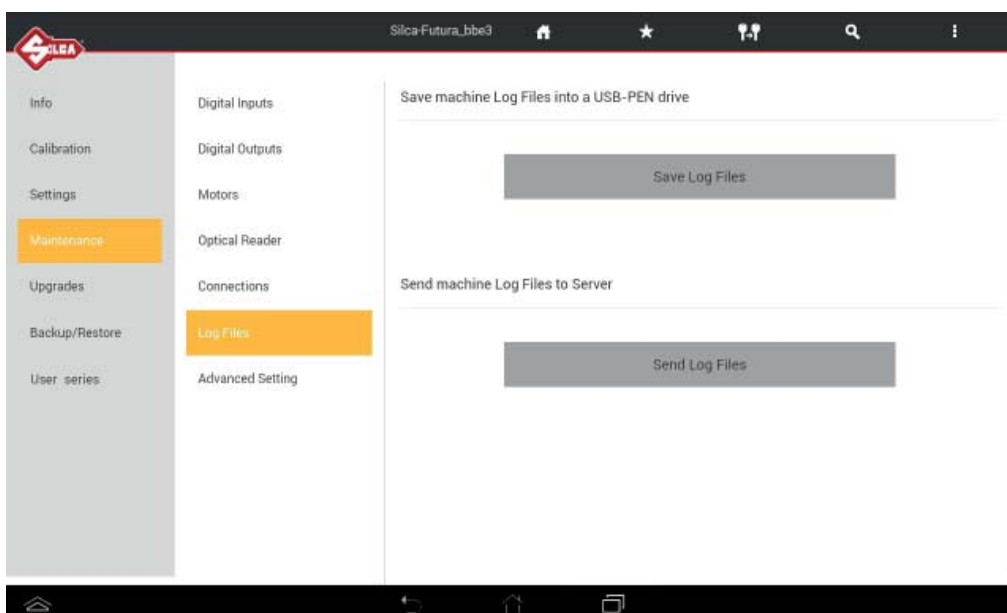 SILCA
Silca-Futura_bbe3
Info
Calibration
Settings
Maintenance
Upgrades
Backup/Restore
User series
Digital Inputs
Digital Outputs
Motors
Optical Reader
Connections
Log Files
Advanced Setting
Save machine Log Files into a USB-PEN drive
Save Log Files
Send machine Log Files to Server
Send Log Files